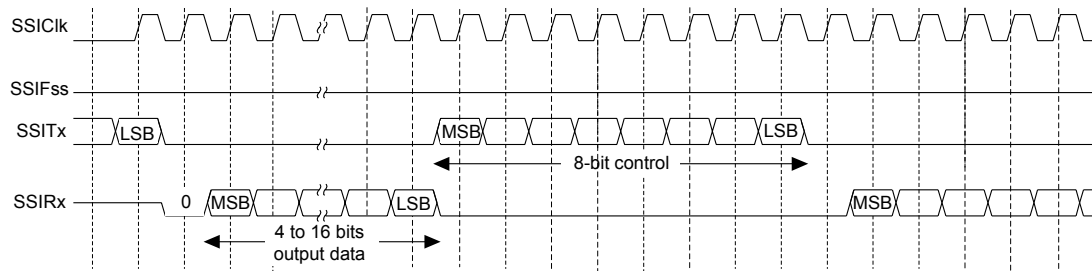 SSIClk
SSIFss
SSITx
LSB
MSB
LSB
8-bit control
SSIRx
0
MSB
LSB
MSB
4 to 16 bits
output data